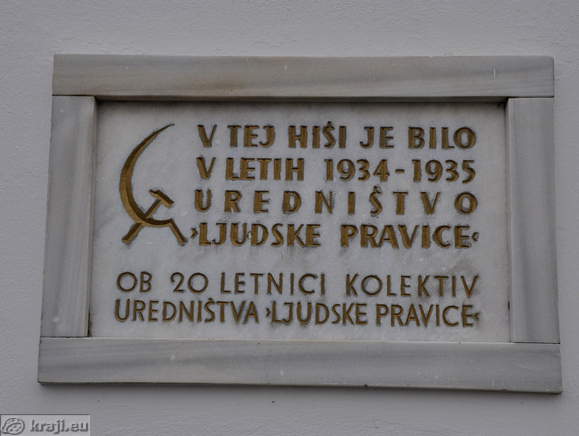 V TEJ HIŠI JE BILO
V LETIH 1934-1935
UREDNIŠTVO
›LJUDSKE PRAVICE‹
OB 20 LETNICI KOLEKTIV
UREDNIŠTVA ›LJUDSKE PRAVICE‹
kraji.eu